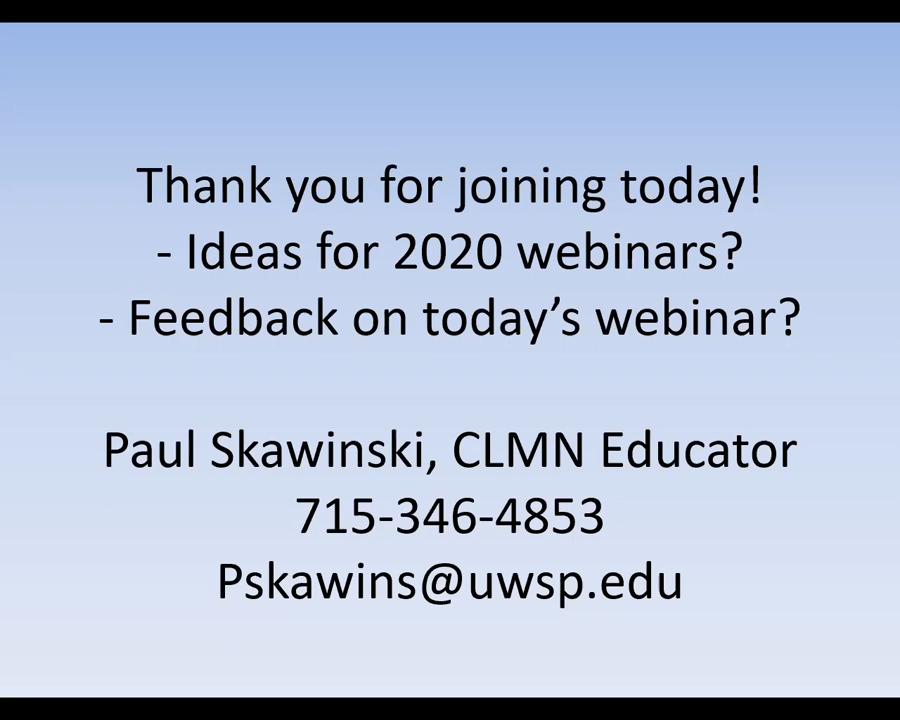 Thank you for joining today!
- Ideas for 2020 webinars?
- Feedback on today’s webinar?
Paul Skawinski, CLMN Educator
715-346-4853
Pskawins@uwsp.edu